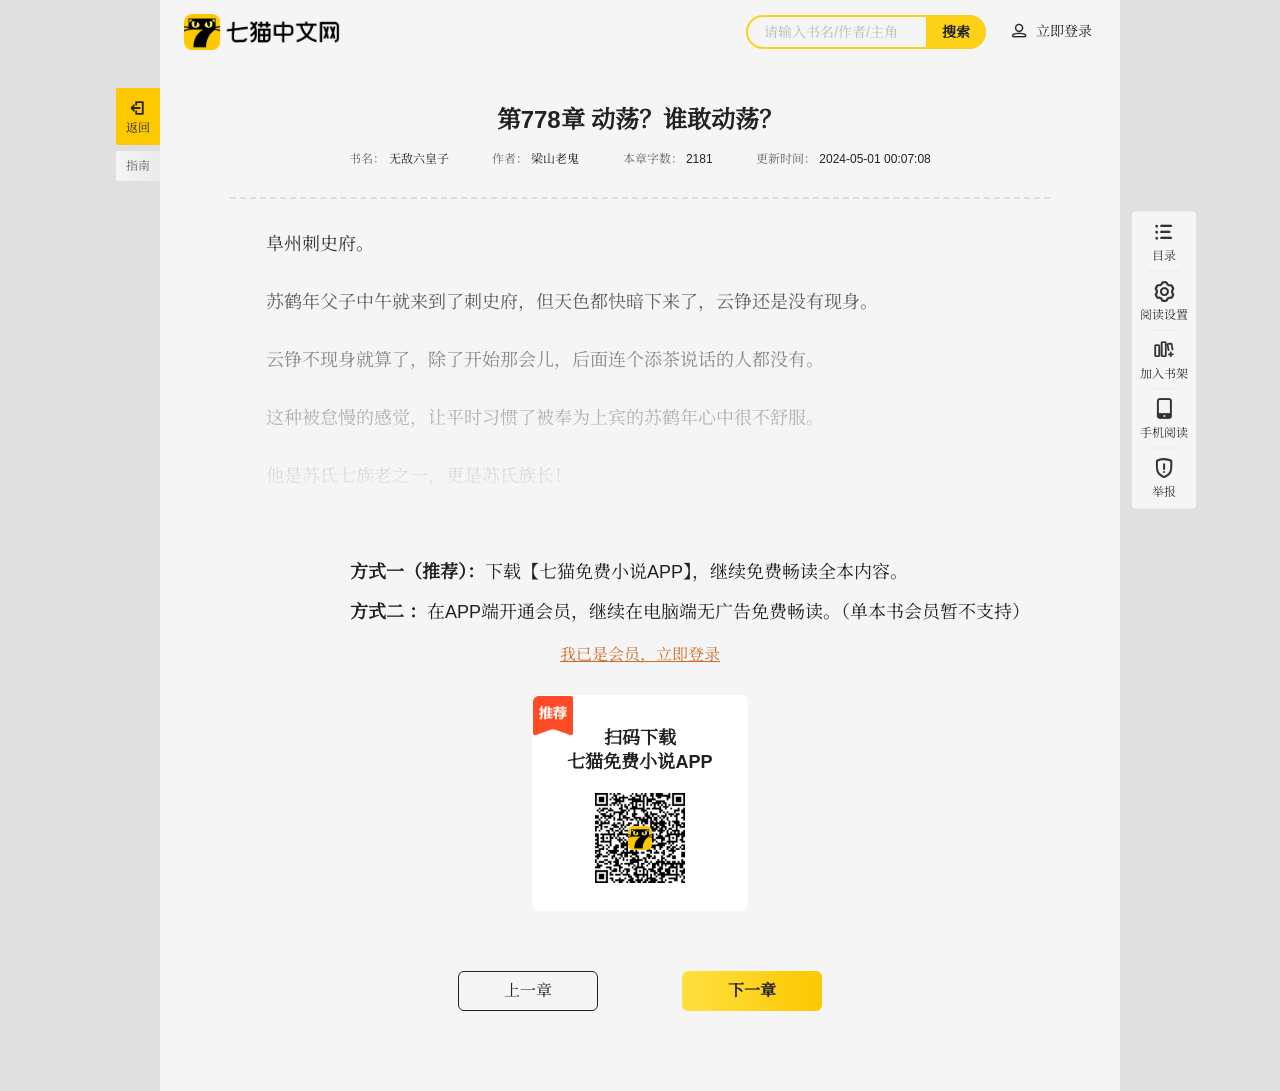 七猫中文网
请输入书名/作者/主角
搜索
立即登录
返回
指南
第778章 动荡？谁敢动荡？
书名： 无敌六皇子 作者： 梁山老鬼 本章字数： 2181 更新时间： 2024-05-01 00:07:08
阜州刺史府。
苏鹤年父子中午就来到了刺史府，但天色都快暗下来了，云铮还是没有现身。
云铮不现身就算了，除了开始那会儿，后面连个添茶说话的人都没有。
这种被怠慢的感觉，让平时习惯了被奉为上宾的苏鹤年心中很不舒服。
他是苏氏七族老之一，更是苏氏族长！
目录
阅读设置
加入书架
手机阅读
举报
方式一（推荐）：下载【七猫免费小说APP】，继续免费畅读全本内容。
方式二 ：在APP端开通会员，继续在电脑端无广告免费畅读。（单本书会员暂不支持）
我已是会员，立即登录
推荐
扫码下载
七猫免费小说APP
上一章
下一章